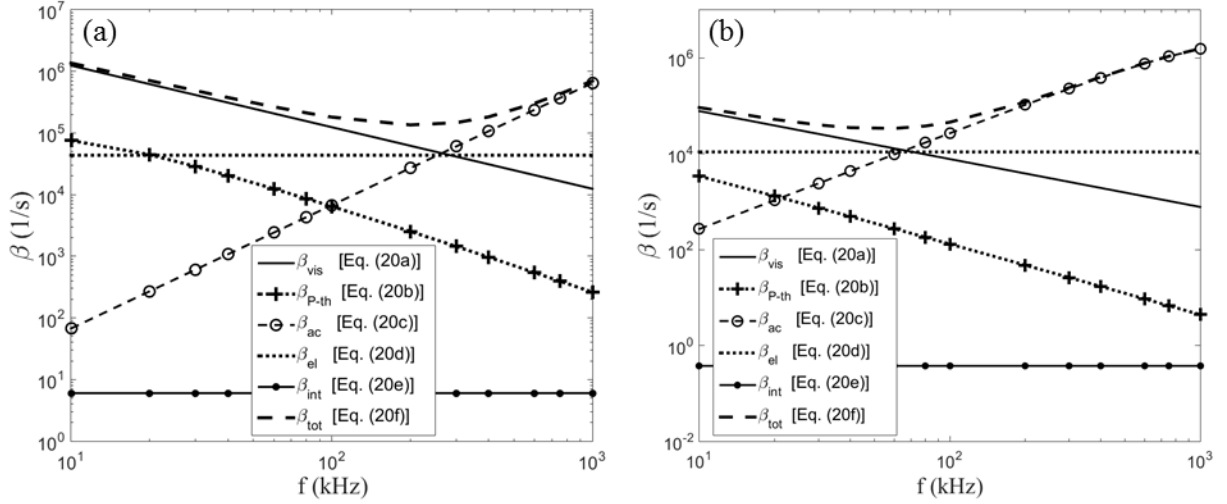 (a)
10^7
10^6
10^5
10^4
10^3
10^2
10^1
10^0
β (1/s)
β_vis [Eq. (20a)]
β_P-th [Eq. (20b)]
β_ac [Eq. (20c)]
β_el [Eq. (20d)]
β_int [Eq. (20e)]
β_tot [Eq. (20f)]
10^1 10^2 10^3
f (kHz)
(b)
10^6
10^4
10^2
10^0
10^-2
β (1/s)
β_vis [Eq. (20a)]
β_P-th [Eq. (20b)]
β_ac [Eq. (20c)]
β_el [Eq. (20d)]
β_int [Eq. (20e)]
β_tot [Eq. (20f)]
10^1 10^2 10^3
f (kHz)